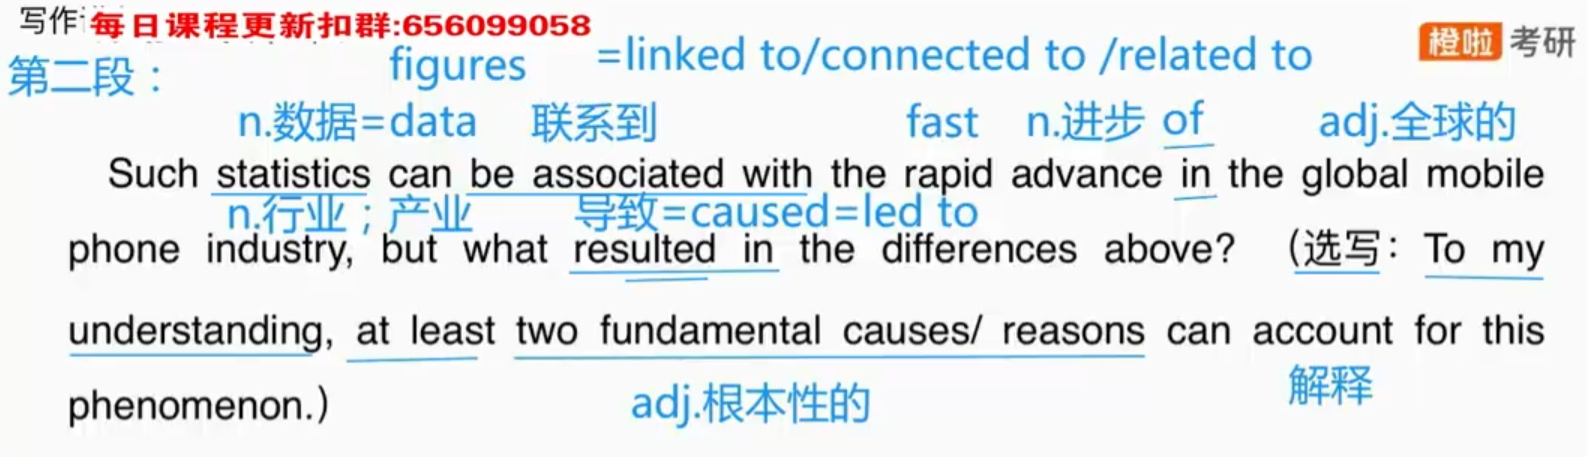 写作
每日课程更新扣群:656099058
橙啦 考研
第二段：
figures =linked to/connected to /related to
n.数据=data 联系到 fast n.进步 of adj.全球的
Such statistics can be associated with the rapid advance in the global mobile
n.行业；产业 导致=caused=led to
phone industry, but what resulted in the differences above? （选写：To my
understanding, at least two fundamental causes/ reasons can account for this
phenomenon.） adj.根本性的 解释